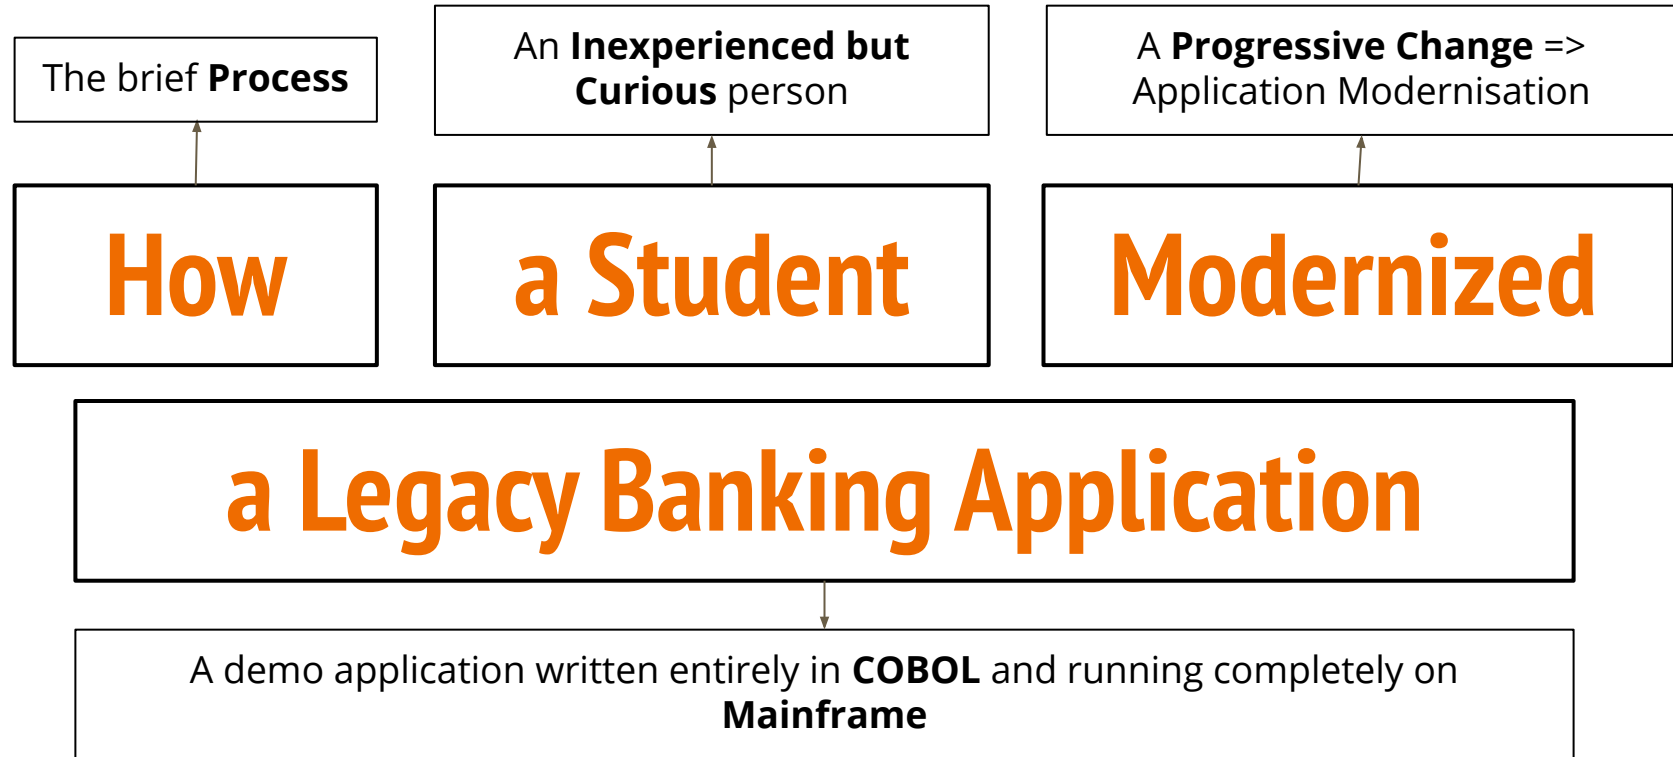 The brief Process
An Inexperienced but
Curious person
A Progressive Change =>
Application Modernisation
How
a Student
Modernized
a Legacy Banking Application
A demo application written entirely in COBOL and running completely on
Mainframe